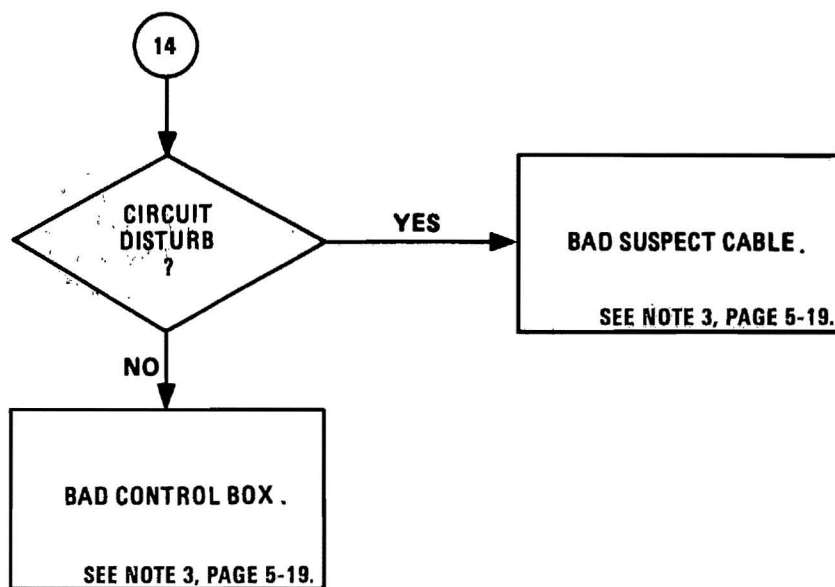 14
CIRCUIT
DISTURB
?
YES
BAD SUSPECT CABLE.
SEE NOTE 3, PAGE 5-19.
NO
BAD CONTROL BOX.
SEE NOTE 3, PAGE 5-19.